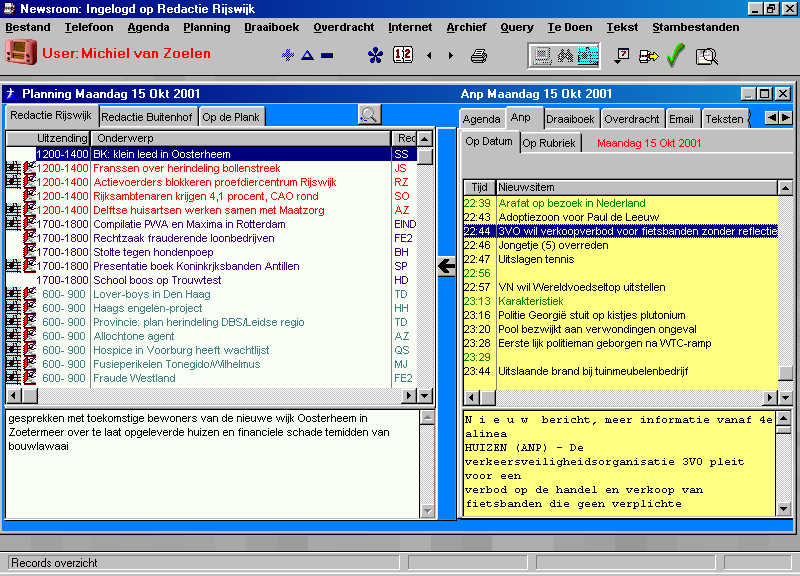 Newsroom: Ingelogd op Redactie Rijswijk
Bestand Telefoon Agenda Planning Draaiboek Overdracht Internet Archief Query Te Doen Tekst Stambestanden
User: Michiel van Zoelen
12
Planning Maandag 15 Okt 2001
Redactie Rijswijk Redactie Buitenhof Op de Plank
Uitzending Onderwerp Rec
1200-1400 BK: klein leed in Oosterheem SS
1200-1400 Franssen over herindeling bollenstreek JS
1200-1400 Actievoerders blokkeren proefdiercentrum Rijswijk RZ
1200-1400 Rijksambtenaren krijgen 4,1 procent, CAO rond SO
1200-1400 Delftse huisartsen werken samen met Maatzorg AZ
1700-1800 Compilatie PWA en Maxima in Rotterdam EIND
1700-1800 Rechtzaak frauderende loonbedrijven FE2
1700-1800 Stolte tegen hondenpoep BH
1700-1800 Presentatie boek Koninkrjksbanden Antillen SP
1700-1800 School boos op Trouwtest HD
600- 900 Lover-boys in Den Haag TD
600- 900 Haags engelen-project HH
600- 900 Provincie: plan herindeling DBS/Leidse regio TD
600- 900 Allochtone agent AZ
600- 900 Hospice in Voorburg heeft wachtlijst QS
600- 900 Fusieperikelen Tonegido/Wilhelmus MJ
600- 900 Fraude Westland FE2
gesprekken met toekomstige bewoners van de nieuwe wijk Oosterheem in
Zoetermeer over te laat opgeleverde huizen en financiele schade temidden van
bouwlawaai
Anp Maandag 15 Okt 2001
Agenda Anp Draaiboek Overdracht Email Teksten
Op Datum Op Rubriek Maandag 15 Okt 2001
Tijd Nieuwsitem
22:39 Arafat op bezoek in Nederland
22:43 Adoptiezoon voor Paul de Leeuw
22:44 3VO wil verkoopverbod voor fietsbanden zonder reflectie
22:46 Jongetje (5) overreden
22:47 Uitslagen tennis
22:56
22:57 VN wil Wereldvoedseltop uitstellen
23:13 Karakteristiek
23:16 Politie Georgië stuit op kistjes plutonium
23:20 Pool bezwijkt aan verwondingen ongeval
23:28 Eerste lijk politieman geborgen na WTC-ramp
23:29
23:44 Uitslaande brand bij tuinmeubelenbedrijf
N i e u w bericht, meer informatie vanaf 4e
alinea
HUIZEN (ANP) - De
verkeersveiligheidsorganisatie 3VO pleit
voor een
verbod op de handel en verkoop van
fietsbanden die geen verplichte
Records overzicht